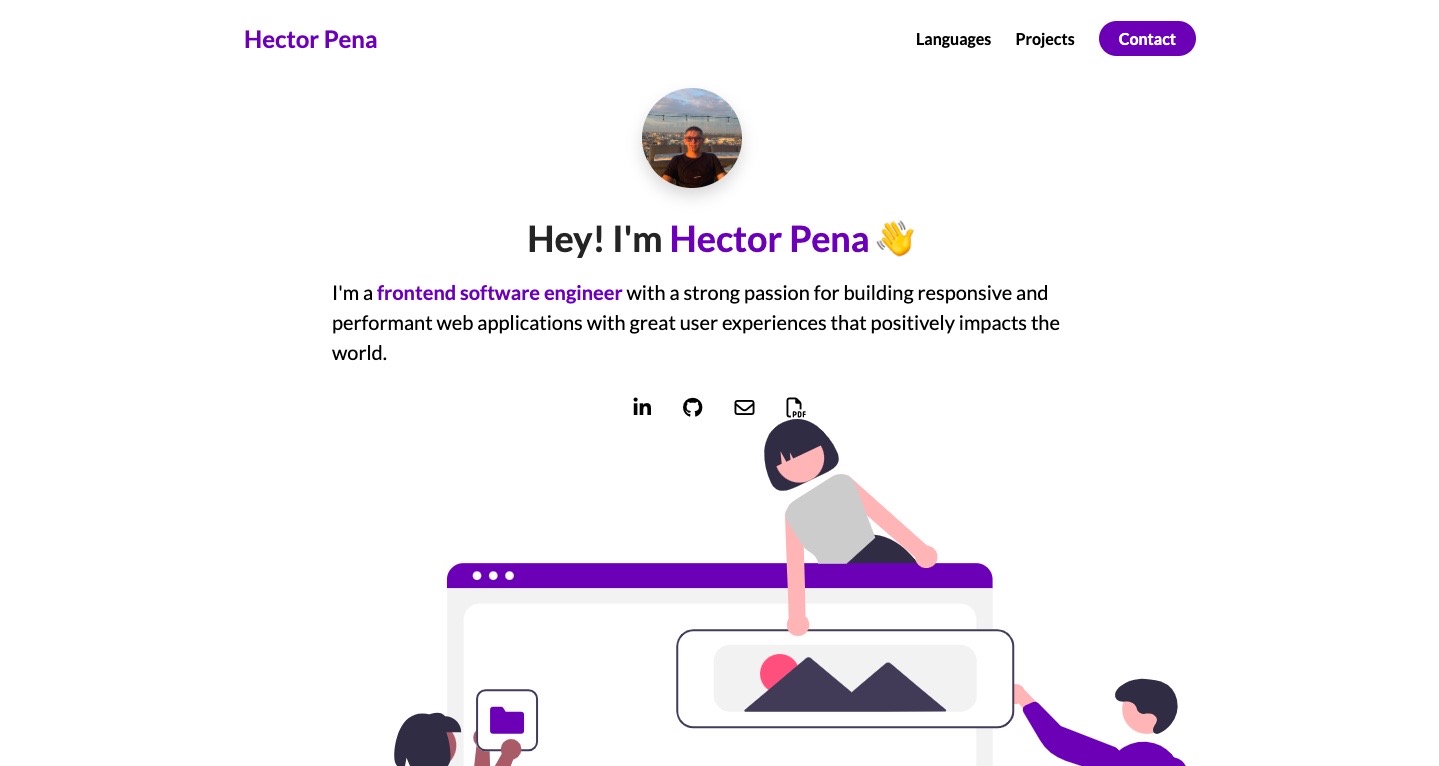 Hector Pena
Languages Projects Contact
Hey! I'm Hector Pena 👋
I'm a frontend software engineer with a strong passion for building responsive and
performant web applications with great user experiences that positively impacts the
world.
in
PDF